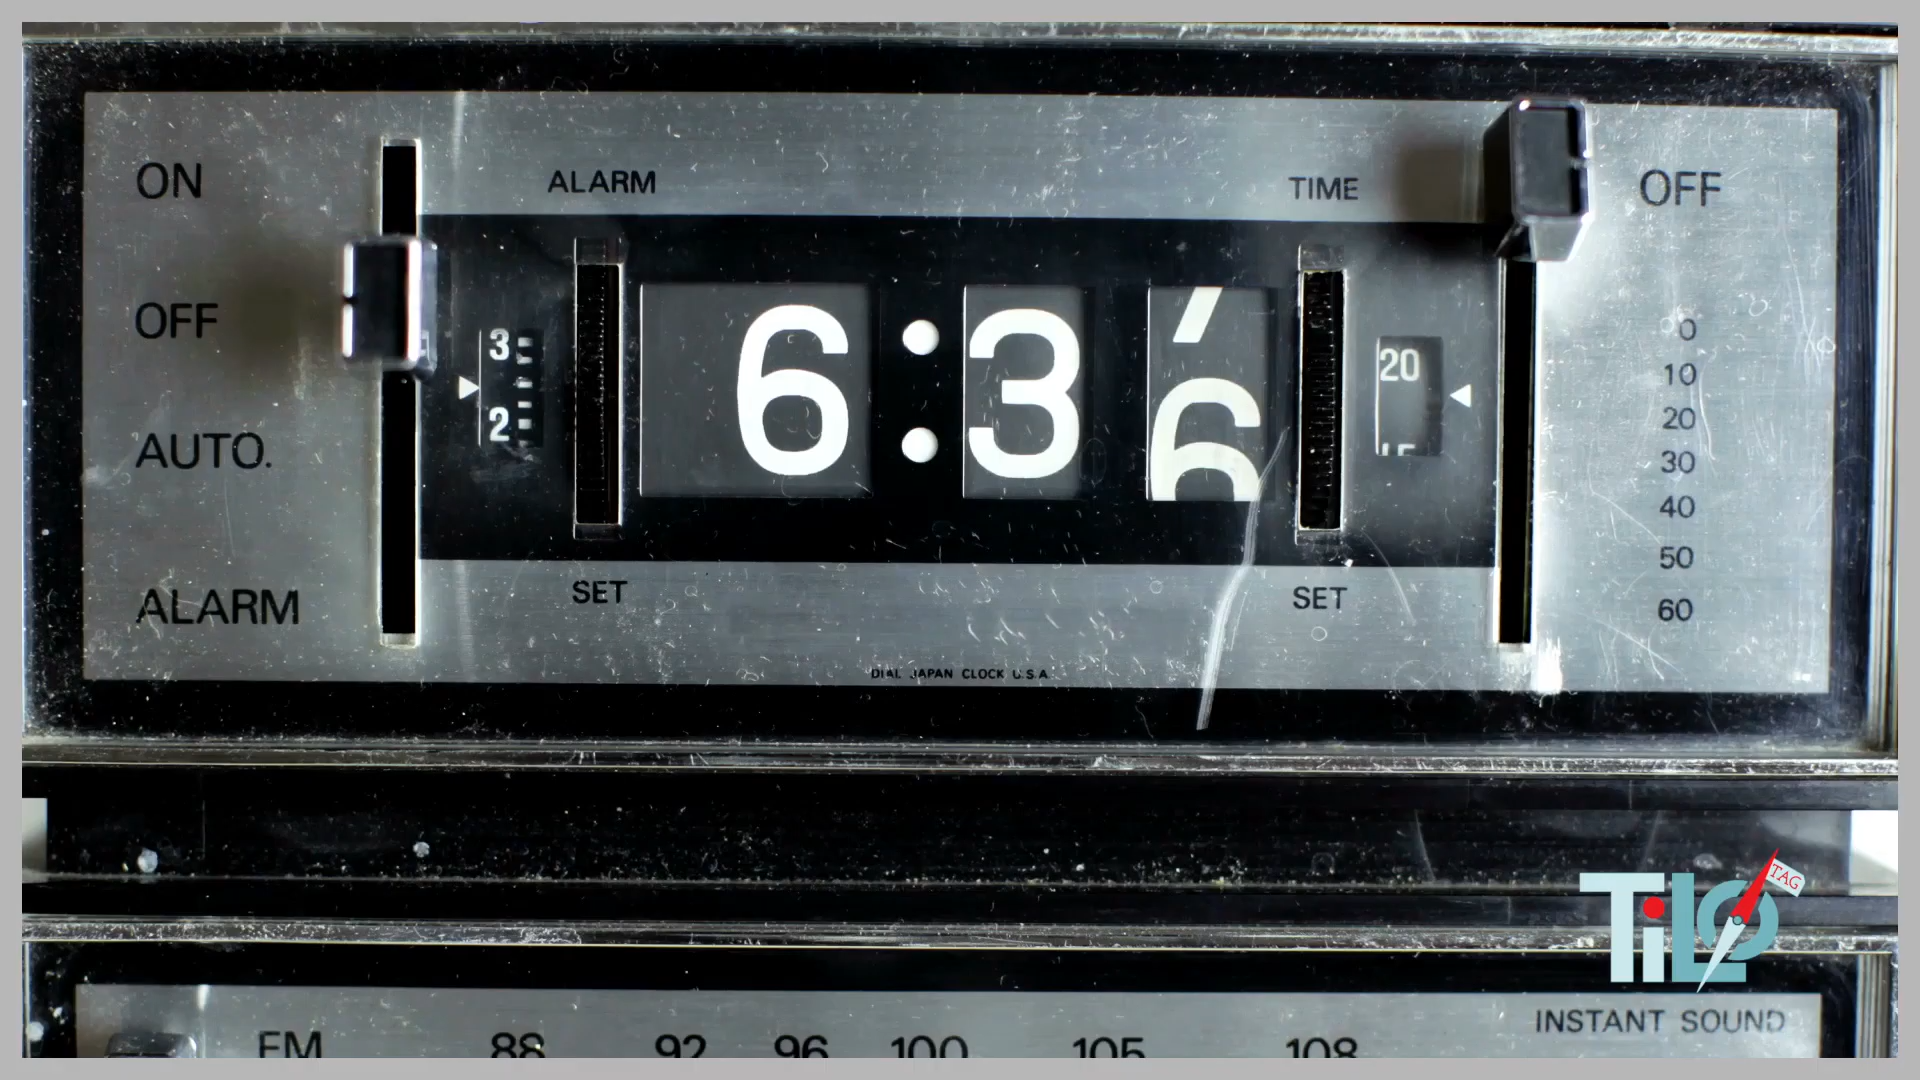 ON
ALARM
TIME
OFF
OFF
3
2
6:36
20
0
10
20
30
40
50
60
AUTO.
ALARM
SET
SET
DIAL JAPAN CLOCK U.S.A.
TiLO
TAG
INSTANT SOUND
FM 88 92 96 100 105 108